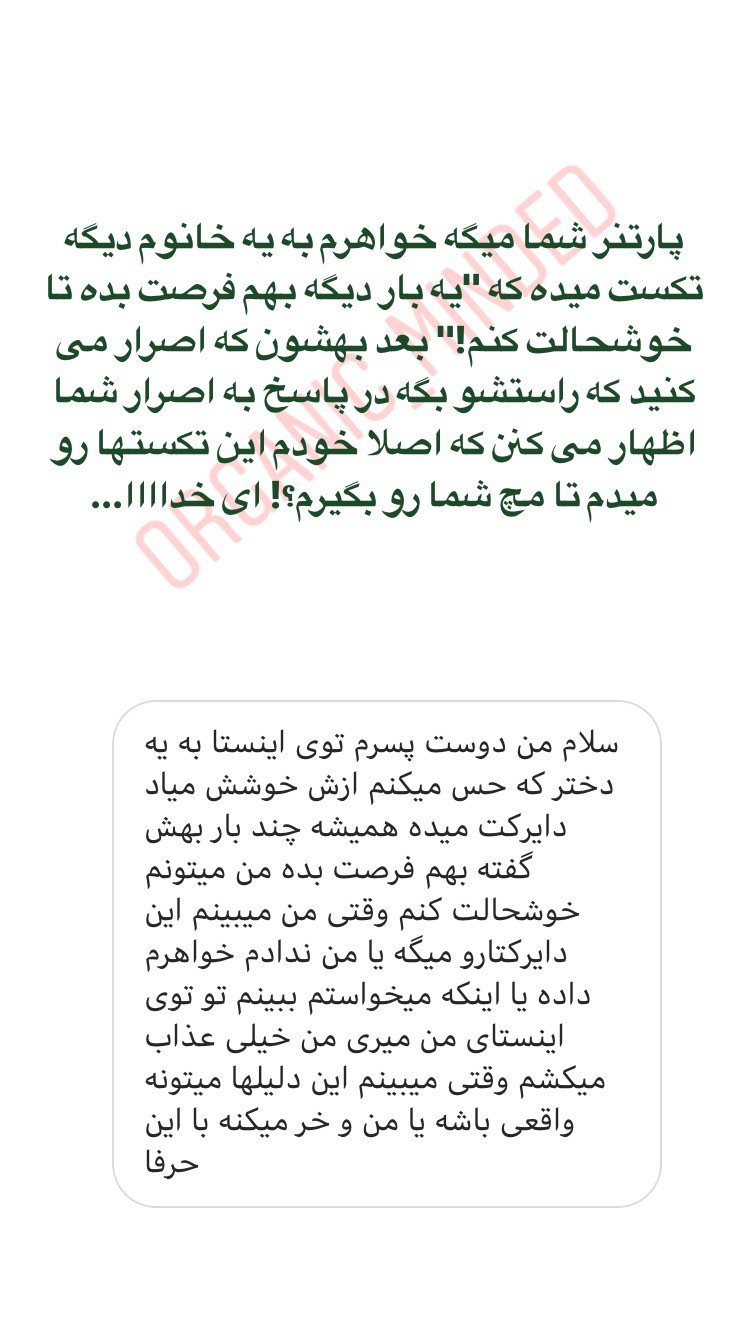 پارتنر شما میگه خواهرم به یه خانوم دیگه
تکست میده که "یه بار دیگه بهم فرصت بده تا
خوشحالت کنم!" بعد بهشون که اصرار می
کنید که راستشو بگه در پاسخ به اصرار شما
اظهار می کنن که اصلا خودم این تکستها رو
میدم تا مچ شما رو بگیرم؟! ای خداااا...
ORGANIC_MINDED
سلام من دوست پسرم توی اینستا به یه
دختر که حس میکنم ازش خوشش میاد
دایرکت میده همیشه چند بار بهش
گفته بهم فرصت بده من میتونم
خوشحالت کنم وقتی من میبینم این
دایرکتارو میگه یا من ندادم خواهرم
داده یا اینکه میخواستم ببینم تو توی
اینستای من میری من خیلی عذاب
میکشم وقتی میبینم این دلیلها میتونه
واقعی باشه یا من و خر میکنه با این
حرفا